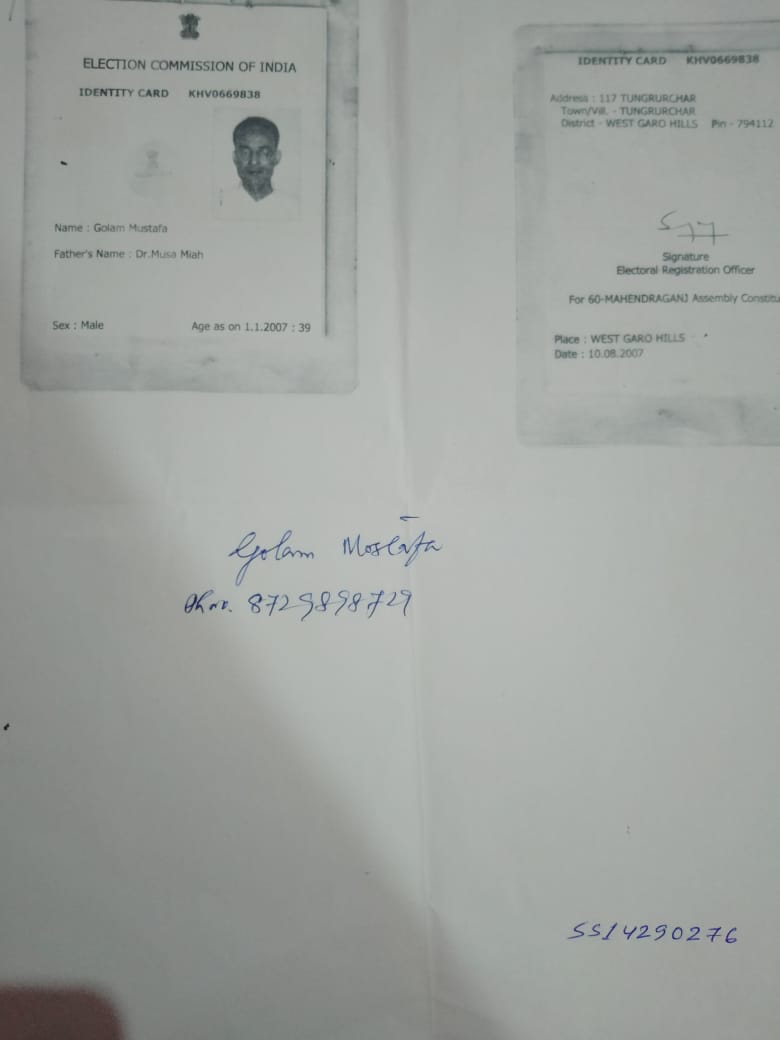 ELECTION COMMISSION OF INDIA
IDENTITY CARD KHV0669838
Name : Golam Mustafa
Father's Name : Dr.Musa Miah
Sex : Male Age as on 1.1.2007 : 39
IDENTITY CARD KHV0669838
Address : 117 TUNGRURCHAR
Town/Vill. - TUNGRURCHAR
District - WEST GARO HILLS Pin - 794112
Signature
Electoral Registration Officer
For 60-MAHENDRAGANJ Assembly Constitu
Place : WEST GARO HILLS
Date : 10.08.2007
Golam Mostafa
Ph no. 8729898729
SS14290276